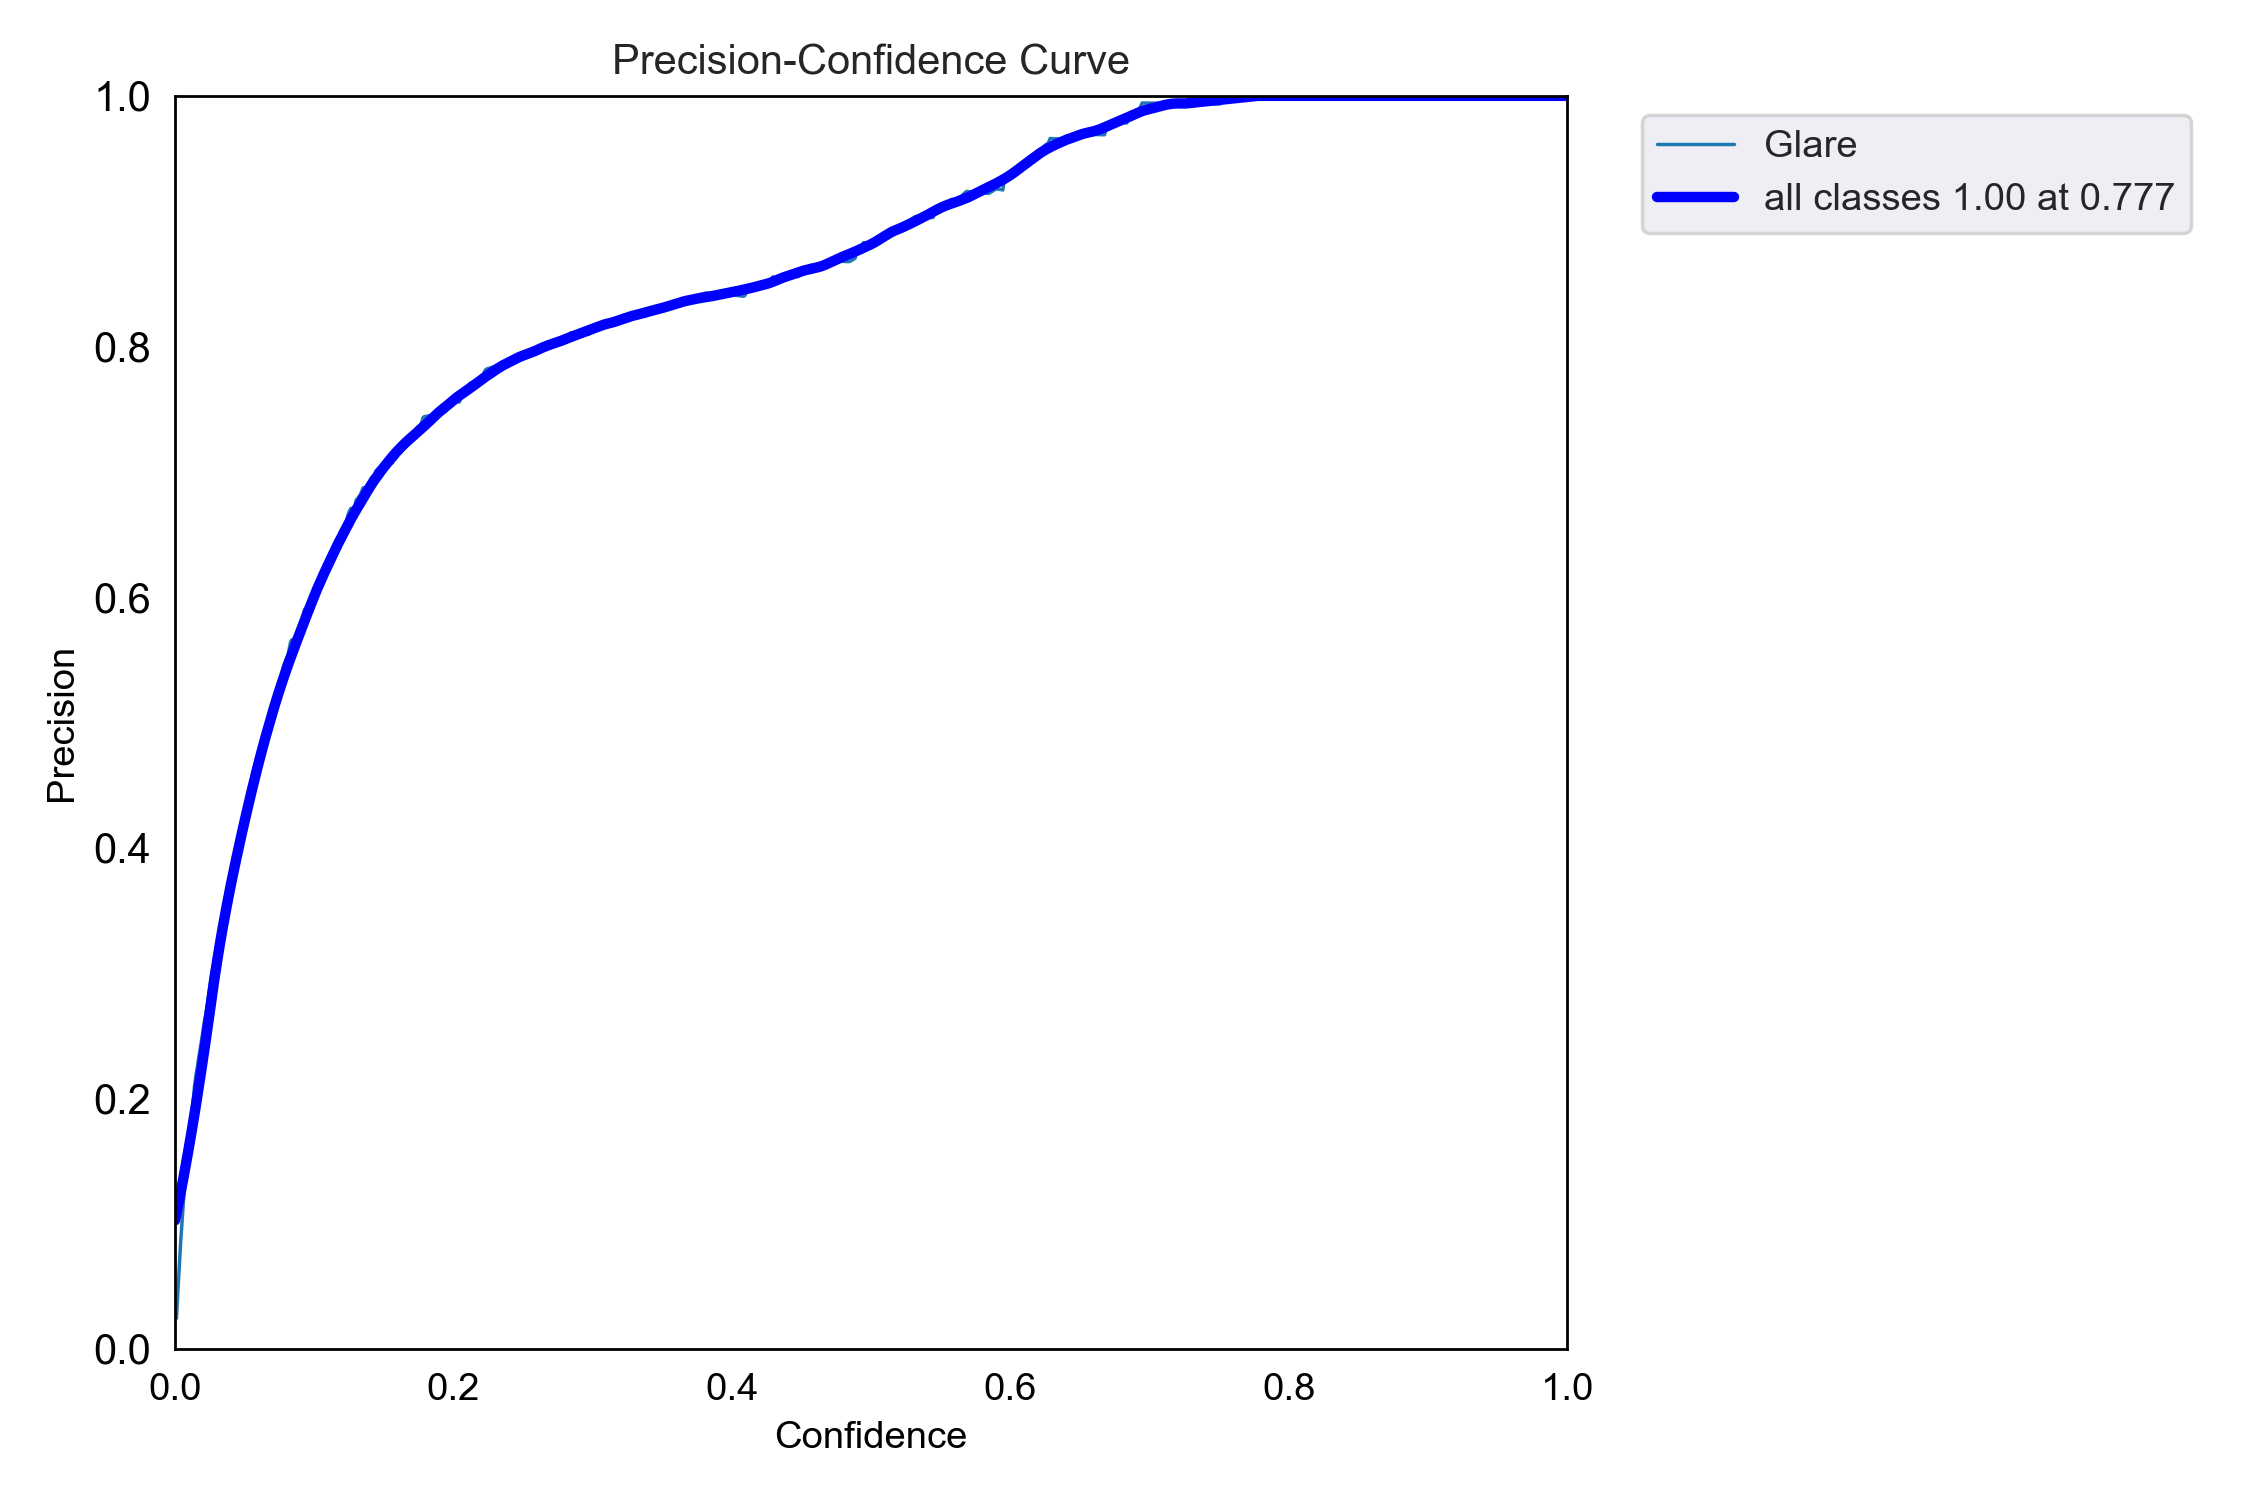 Precision-Confidence Curve
1.0
0.8
0.6
0.4
0.2
0.0
Precision
0.0 0.2 0.4 0.6 0.8 1.0
Confidence
Glare
all classes 1.00 at 0.777